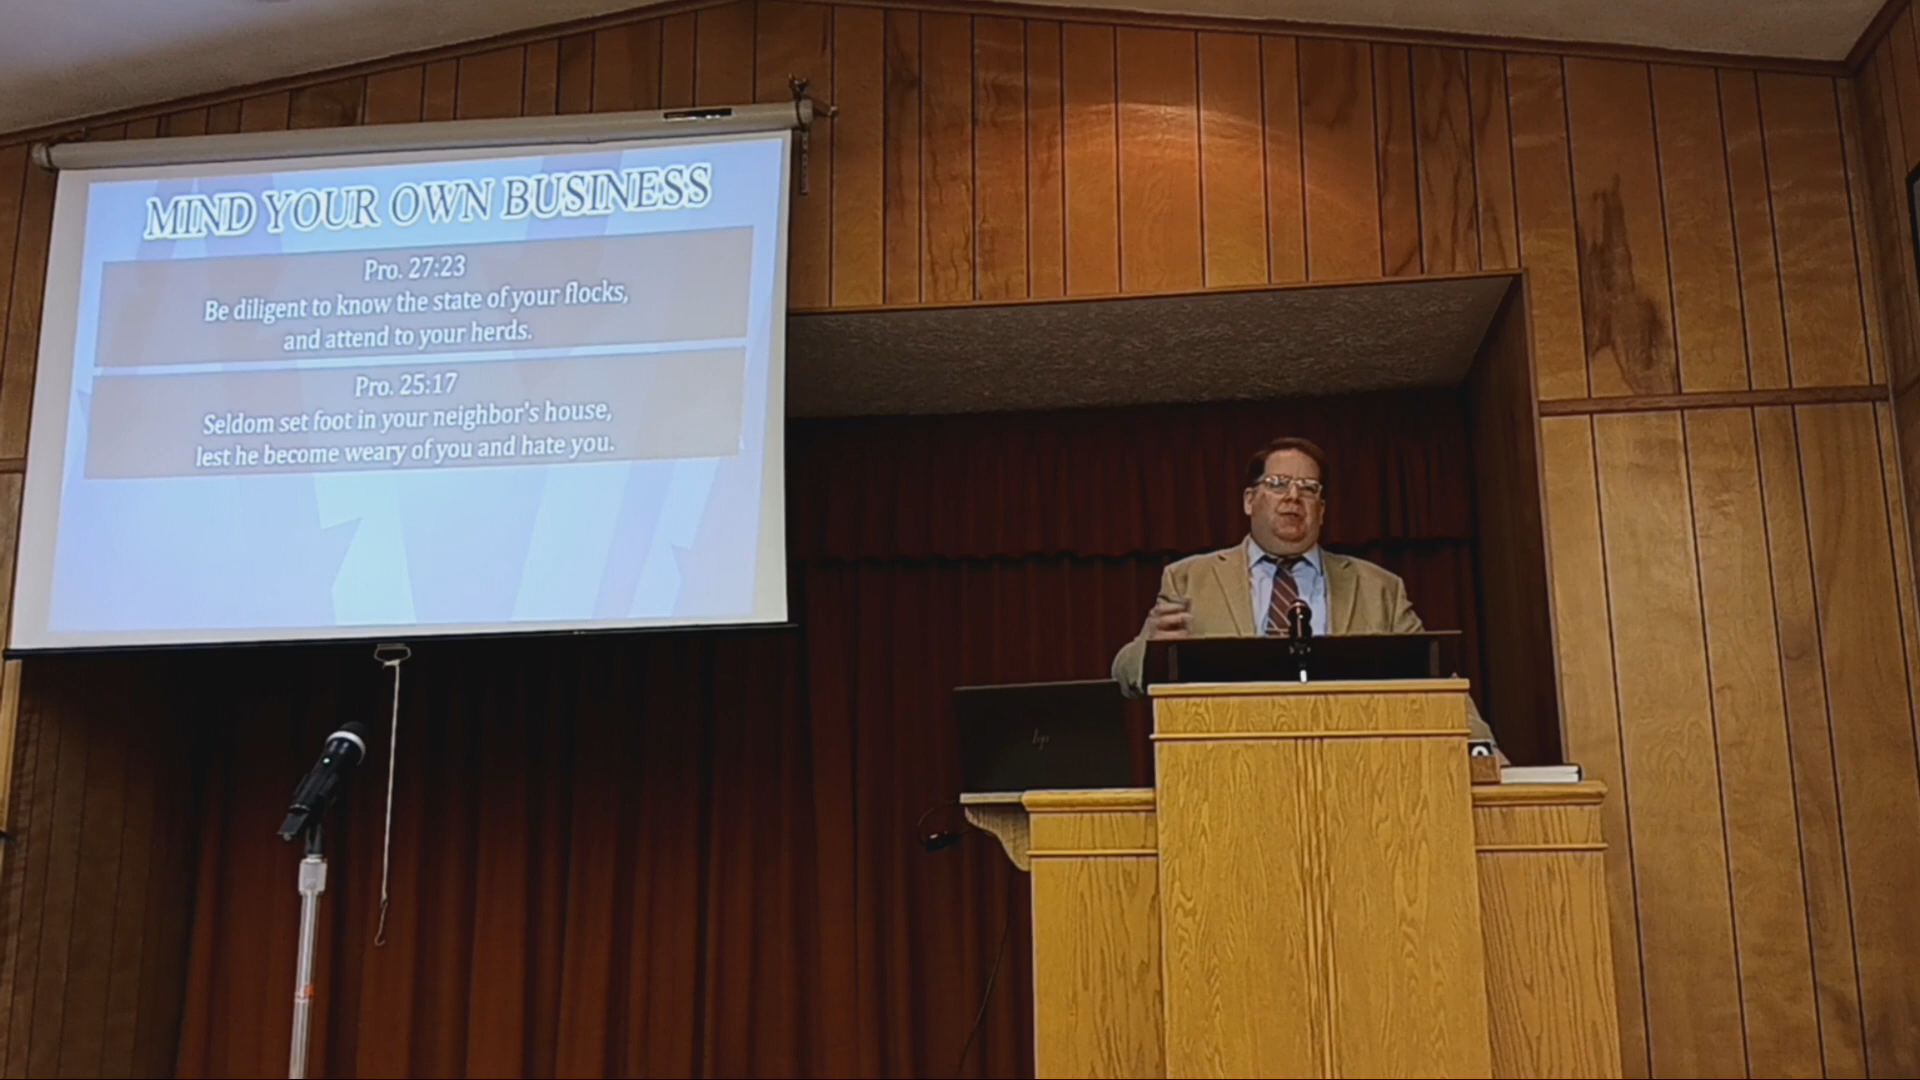 MIND YOUR OWN BUSINESS
Pro. 27:23
Be diligent to know the state of your flocks,
and attend to your herds.
Pro. 25:17
Seldom set foot in your neighbor's house,
lest he become weary of you and hate you.
hp